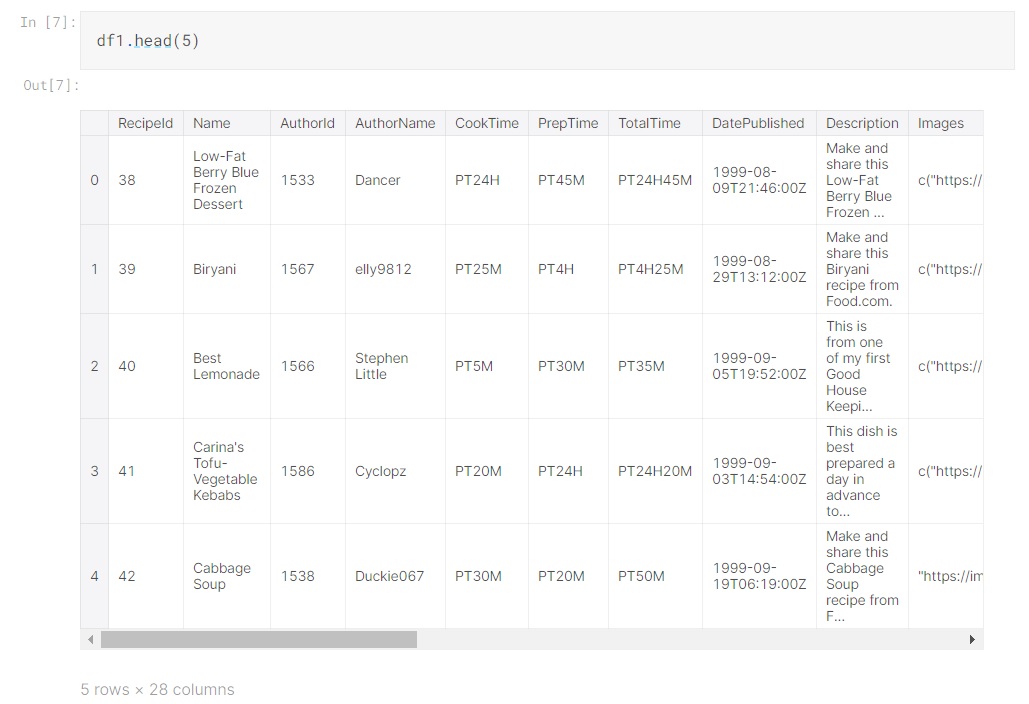 In [7]:
df1.head(5)
Out[7]:
RecipeId Name AuthorId AuthorName CookTime PrepTime TotalTime DatePublished Description Images
0 38 Low-Fat Berry Blue Frozen Dessert 1533 Dancer PT24H PT45M PT24H45M 1999-08-09T21:46:00Z Make and share this Low-Fat Berry Blue Frozen ... c("https://
1 39 Biryani 1567 elly9812 PT25M PT4H PT4H25M 1999-08-29T13:12:00Z Make and share this Biryani recipe from Food.com. c("https://
2 40 Best Lemonade 1566 Stephen Little PT5M PT30M PT35M 1999-09-05T19:52:00Z This is from one of my first Good House Keepi... c("https://
3 41 Carina's Tofu-Vegetable Kebabs 1586 Cyclopz PT20M PT24H PT24H20M 1999-09-03T14:54:00Z This dish is best prepared a day in advance to... c("https://
4 42 Cabbage Soup 1538 Duckie067 PT30M PT20M PT50M 1999-09-19T06:19:00Z Make and share this Cabbage Soup recipe from F... "https://im
5 rows × 28 columns